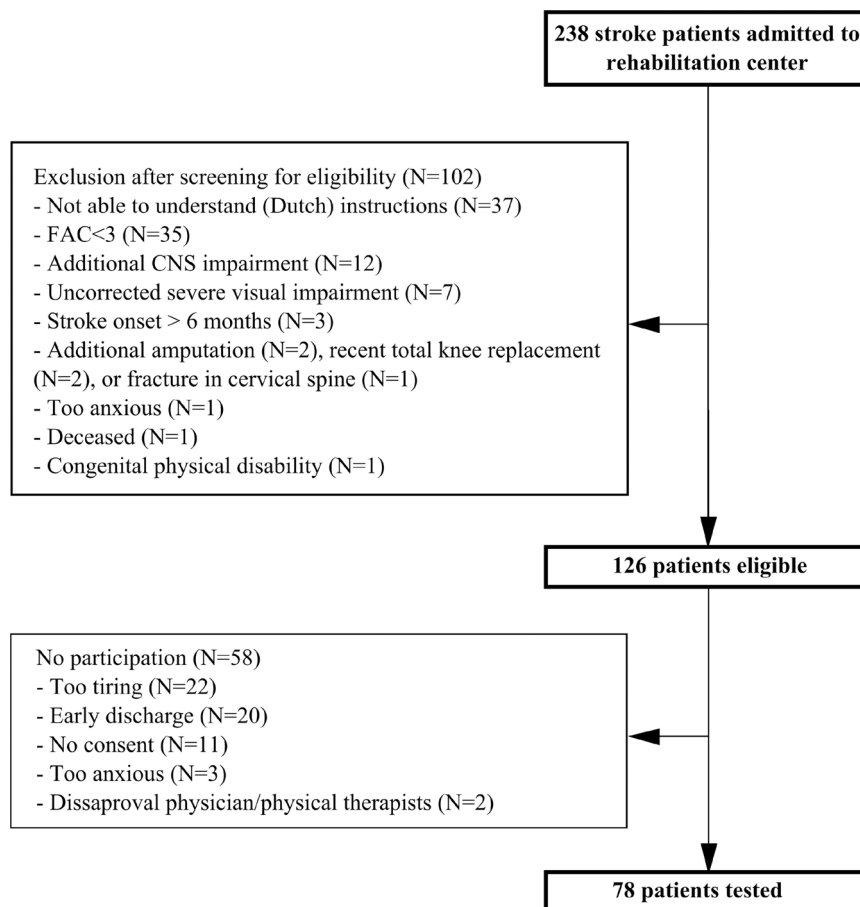 238 stroke patients admitted to
rehabilitation center
Exclusion after screening for eligibility (N=102)
- Not able to understand (Dutch) instructions (N=37)
- FAC<3 (N=35)
- Additional CNS impairment (N=12)
- Uncorrected severe visual impairment (N=7)
- Stroke onset > 6 months (N=3)
- Additional amputation (N=2), recent total knee replacement
(N=2), or fracture in cervical spine (N=1)
- Too anxious (N=1)
- Deceased (N=1)
- Congenital physical disability (N=1)
126 patients eligible
No participation (N=58)
- Too tiring (N=22)
- Early discharge (N=20)
- No consent (N=11)
- Too anxious (N=3)
- Dissaproval physician/physical therapists (N=2)
78 patients tested